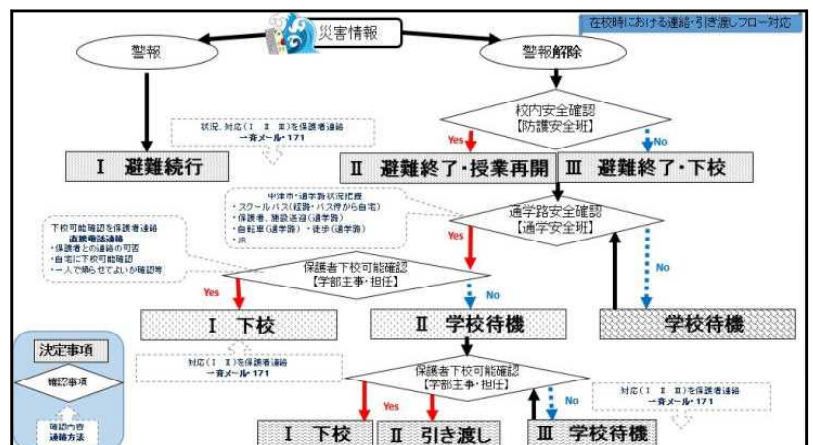 在校時における連絡・引き渡しフロー対応
災害情報
警報
警報解除
校内安全確認
【防護安全班】
状況、対応(Ⅰ Ⅱ Ⅲ)を保護者連絡
一斉メール・171
Yes
No
Ⅰ 避難続行
Ⅱ 避難終了・授業再開
Ⅲ 避難終了・下校
中津市・通学路状況把握
・スクールバス(経路・バス停から自宅)
・保護者、施設送迎(通学路)
・自転車(通学路) ・徒歩(通学路)
・JR
通学路安全確認
【通学安全班】
Yes
No
下校可能確認を保護者連絡
直接電話連絡
・保護者との連絡の可否
・自宅に下校可能確認
・一人で帰らせてよいか確認等
保護者下校可能確認
【学部主事・担任】
Yes
No
Ⅰ 下校
Ⅱ 学校待機
学校待機
決定事項
確認事項
確認内容
連絡方法
対応(Ⅰ Ⅱ)を保護者連絡
一斉メール・171
保護者下校可能確認
【学部主事・担任】
対応(Ⅰ Ⅱ Ⅲ)を保護者連絡
一斉メール・171
Yes
No
Ⅰ 下校
Ⅱ 引き渡し
Ⅲ 学校待機